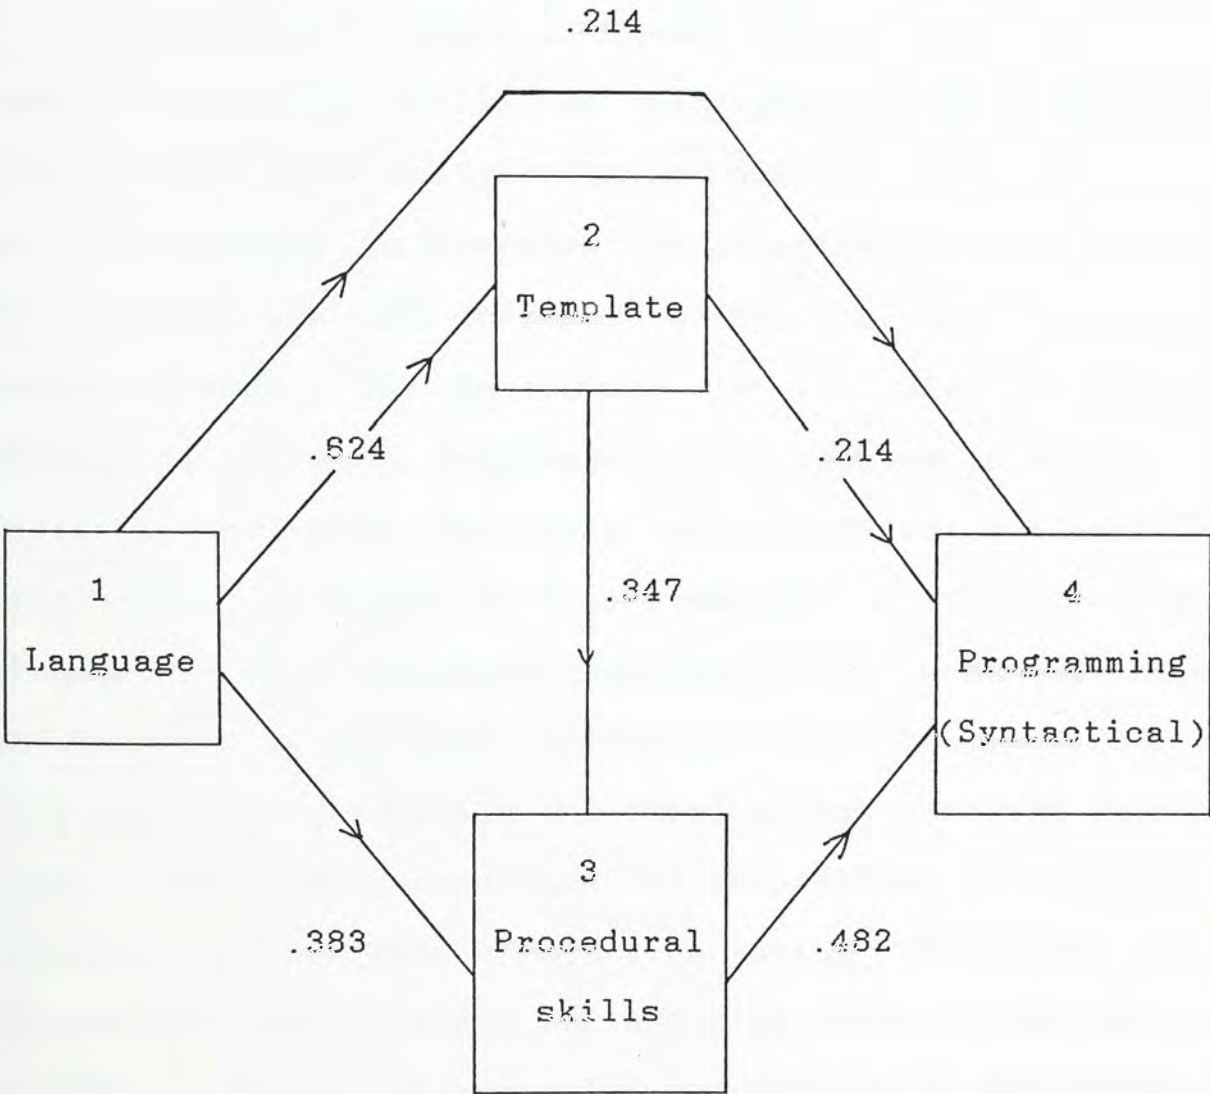 .214
2
Template
.624
.214
1
Language
.347
4
Programming
(Syntactical)
3
Procedural
skills
.383
.482